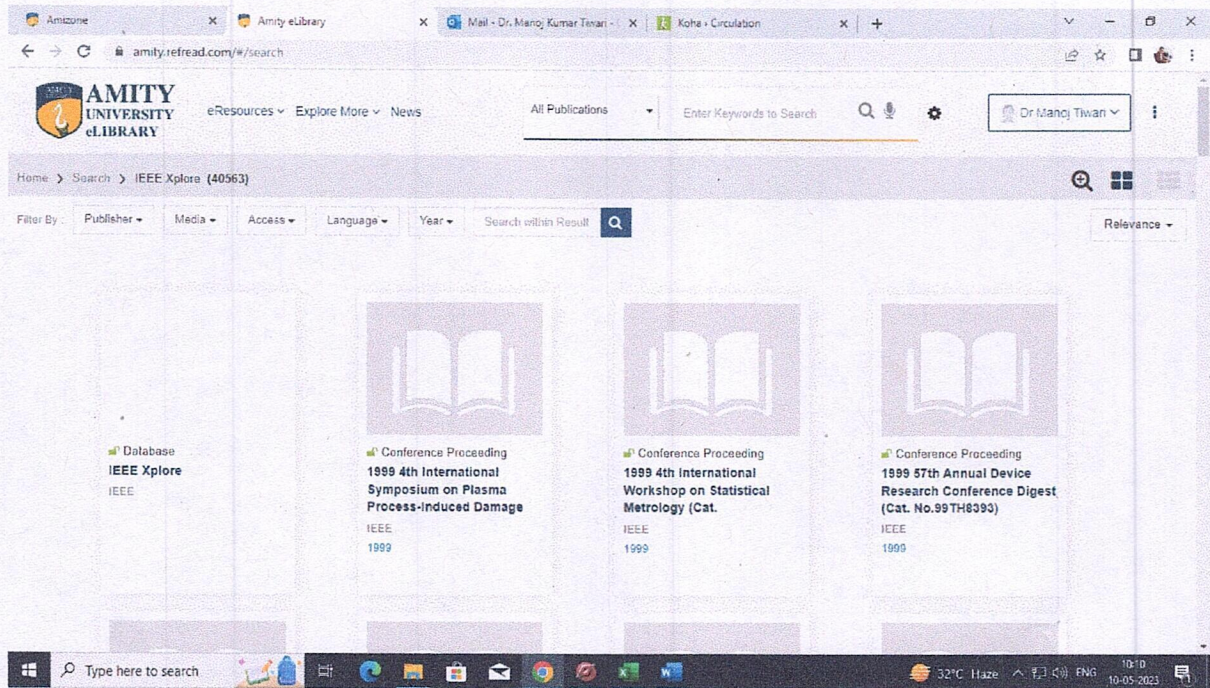 Amizone
Amity eLibrary
Mail - Dr. Manoj Kumar Tiwari -
Koha › Circulation
amity.refread.com/#/search
AMITY
UNIVERSITY
eLIBRARY
eResources
Explore More
News
All Publications
Enter Keywords to Search
Dr Manoj Tiwari
Home > Search > IEEE Xplore (40563)
Filter By :
Publisher
Media
Access
Language
Year
Search within Result
Relevance
Database
IEEE Xplore
IEEE
Conference Proceeding
1999 4th International
Symposium on Plasma
Process-Induced Damage
IEEE
1999
Conference Proceeding
1999 4th International
Workshop on Statistical
Metrology (Cat.
IEEE
1999
Conference Proceeding
1999 57th Annual Device
Research Conference Digest
(Cat. No.99TH8393)
IEEE
1999
Type here to search
32°C Haze
ENG
10:10
10-05-2023